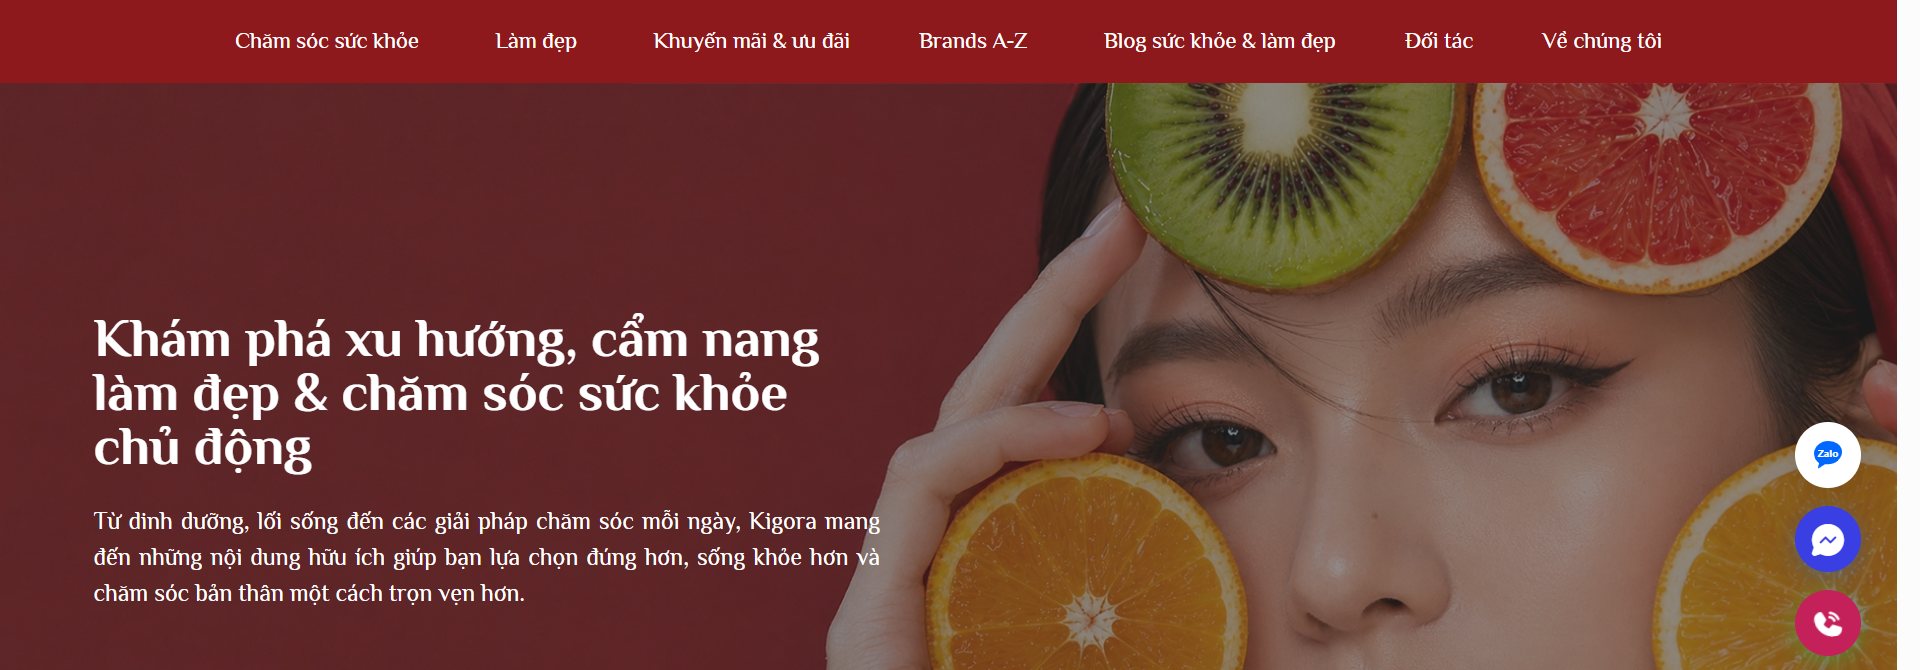 Chăm sóc sức khỏe
Làm đẹp
Khuyến mãi & ưu đãi
Brands A-Z
Blog sức khỏe & làm đẹp
Đối tác
Về chúng tôi
Khám phá xu hướng, cẩm nang
làm đẹp & chăm sóc sức khỏe
chủ động
Từ dinh dưỡng, lối sống đến các giải pháp chăm sóc mỗi ngày, Kigora mang
đến những nội dung hữu ích giúp bạn lựa chọn đúng hơn, sống khỏe hơn và
chăm sóc bản thân một cách trọn vẹn hơn.
Zalo